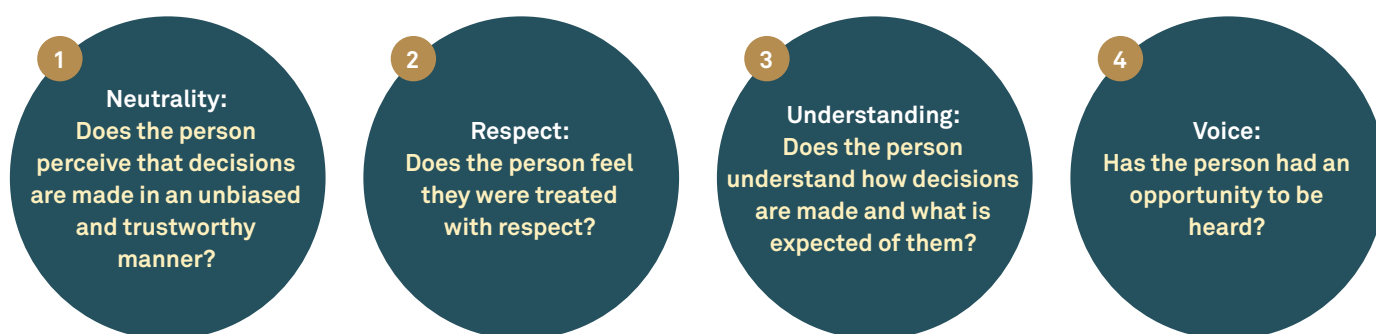 1
Neutrality:
Does the person
perceive that decisions
are made in an unbiased
and trustworthy
manner?
2
Respect:
Does the person feel
they were treated
with respect?
3
Understanding:
Does the person
understand how decisions
are made and what is
expected of them?
4
Voice:
Has the person had an
opportunity to be
heard?